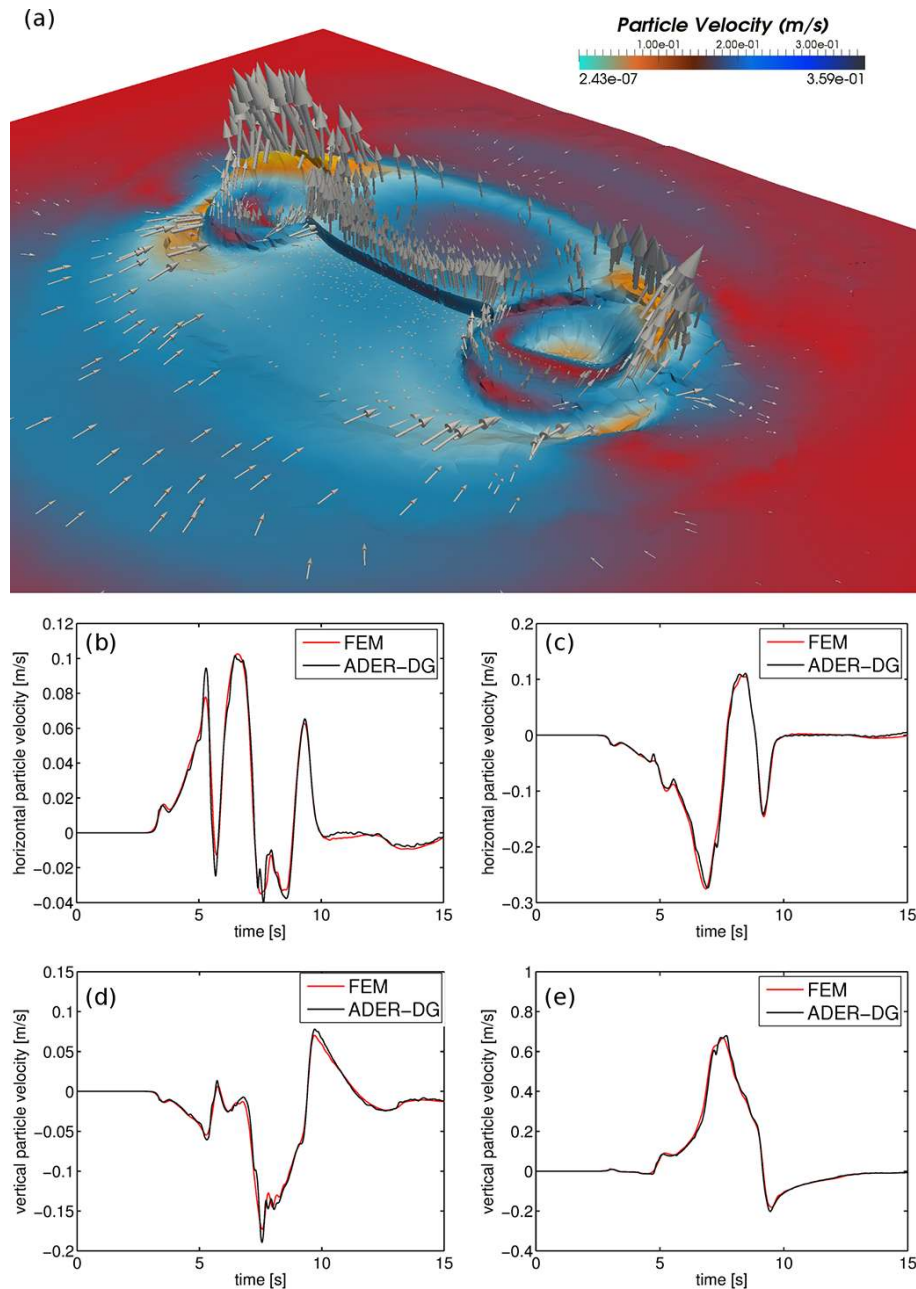 (a)
Particle Velocity (m/s)
1.00e-01 2.00e-01 3.00e-01
2.43e-07 3.59e-01
(b)
FEM
ADER-DG
0.12
0.1
0.08
0.06
0.04
0.02
0
−0.02
−0.04
0 5 10 15
horizontal particle velocity [m/s]
time [s]
(c)
FEM
ADER-DG
0.2
0.1
0
−0.1
−0.2
−0.3
0 5 10 15
horizontal particle velocity [m/s]
time [s]
(d)
FEM
ADER-DG
0.15
0.1
0.05
0
−0.05
−0.1
−0.15
−0.2
0 5 10 15
vertical particle velocity [m/s]
time [s]
(e)
FEM
ADER-DG
1
0.8
0.6
0.4
0.2
0
−0.2
−0.4
0 5 10 15
vertical particle velocity [m/s]
time [s]